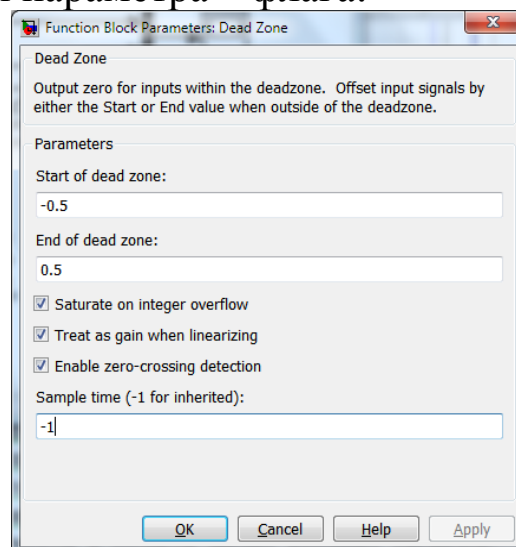 Function Block Parameters: Dead Zone
Dead Zone
Output zero for inputs within the deadzone. Offset input signals by
either the Start or End value when outside of the deadzone.
Parameters
Start of dead zone:
-0.5
End of dead zone:
0.5
Saturate on integer overflow
Treat as gain when linearizing
Enable zero-crossing detection
Sample time (-1 for inherited):
-1
OK Cancel Help Apply